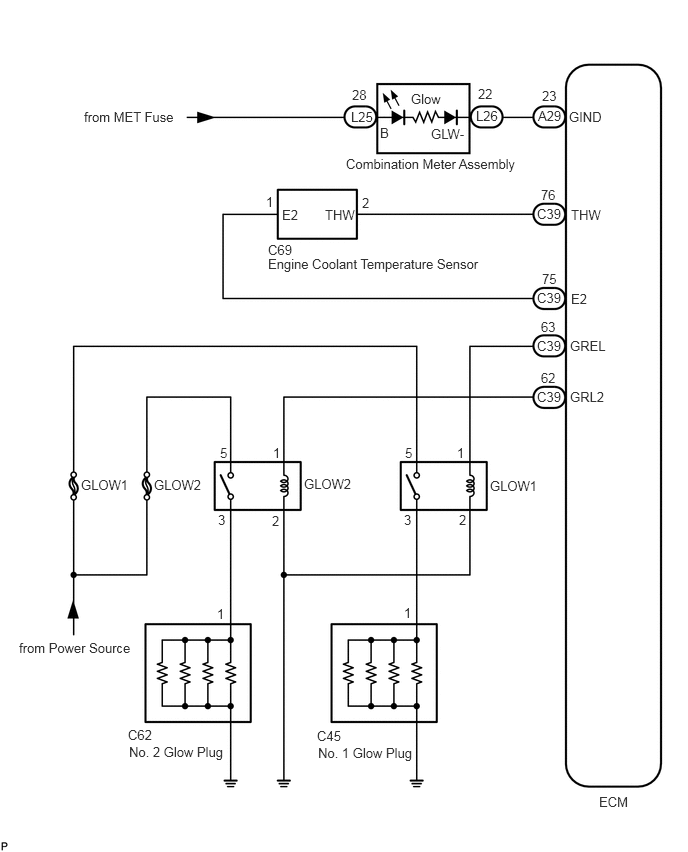 28
22
23
from MET Fuse
L25
Glow
B
GLW-
L26
A29
GIND
Combination Meter Assembly
1
E2
THW
2
76
C39
THW
C69
Engine Coolant Temperature Sensor
75
C39
E2
63
C39
GREL
62
C39
GRL2
5
1
5
1
GLOW1
GLOW2
GLOW2
GLOW1
3
2
3
2
1
1
from Power Source
C62
No. 2 Glow Plug
C45
No. 1 Glow Plug
ECM
P